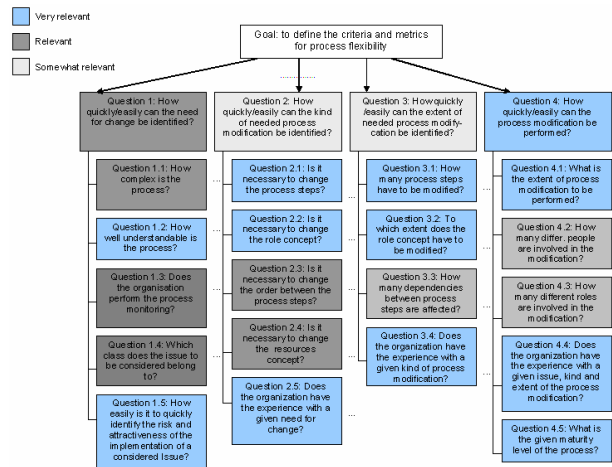 Very relevant
Relevant
Somewhat relevant
Goal: to define the criteria and metrics
for process flexibility
............
Question 1: How
quickly/easily can the need
for change be identified?
Question 1.1: How
complex is the
process?
Question 1.2: How
well understandable is
the process?
Question 1.3: Does
the organisation
perform the process
monitoring?
Question 1.4: Which
class does the issue to
be considered belong
to?
Question 1.5: How
easily is it to quickly
identify the risk and
attractiveness of the
implementation of a
considered Issue?
Question 2: How
quickly/easily can the kind
of needed process
modification be identified?
Question 2.1: Is it
necessary to change
the process steps?
Question 2.2: Is it
necessary to change
the role concept?
Question 2.3: Is it
necessary to change
the order between the
process steps?
Question 2.4: Is it
necessary to change
the resources
concept?
Question 2.5: Does
the organization have
the experience with a
given need for
change?
Question 3: Howquickly
/easily can the extent of
needed process modify-
cation be identified?
Question 3.1: How
many process steps
have to be modified?
Question 3.2: To
which extent does the
role concept have to
be modified?
Question 3.3: How
many dependencies
between process
steps are affected?
Question 3.4: Does
the organization have
the experience with a
given kind of process
modification?
Question 4: How
quickly/easily can the
process modification be
performed?
Question 4.1: What is
the extent of process
modification to be
performed?
Question 4.2: How
many differ. people
are involved in the
modification?
Question 4.3: How
many different roles
are involved in the
modification?
Question 4.4: Does
the organization have
the experience with a
given issue, kind and
extent of the process
modification?
Question 4.5: What is
the given maturity
level of the process?